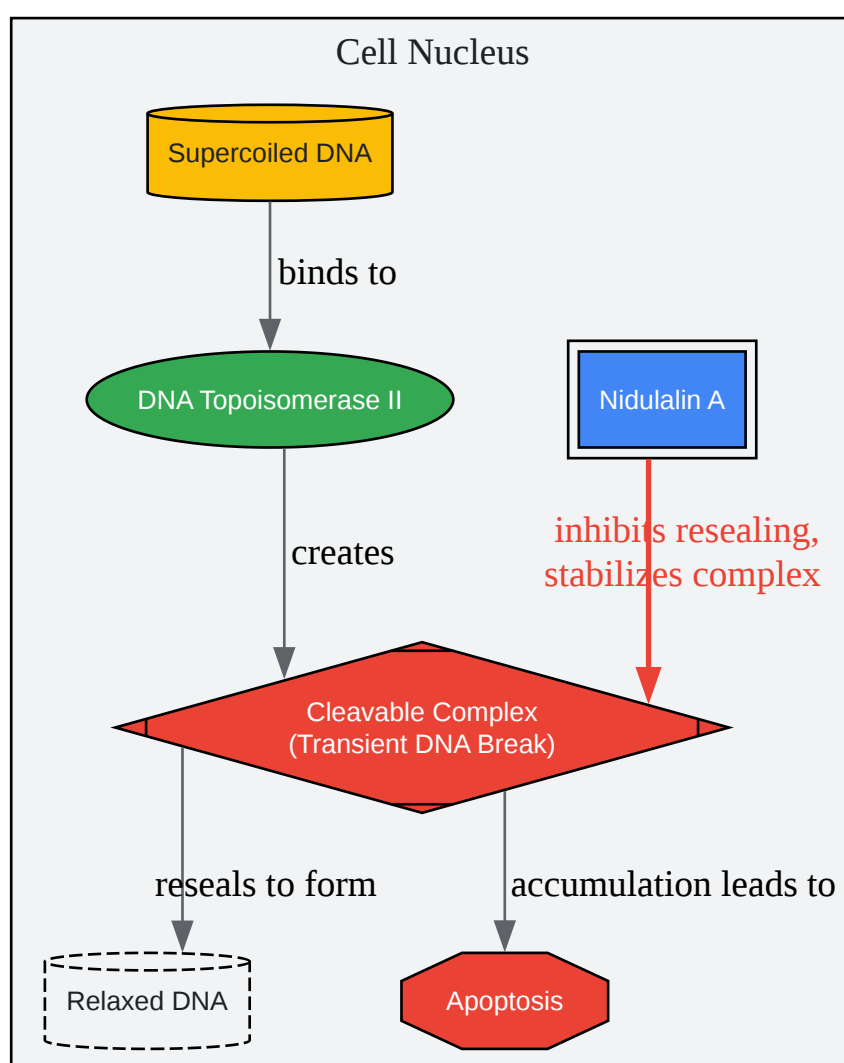 Cell Nucleus
Supercoiled DNA
binds to
DNA Topoisomerase II
Nidulalin A
creates
inhibits resealing,
stabilizes complex
Cleavable Complex
(Transient DNA Break)
reseals to form
accumulation leads to
Relaxed DNA
Apoptosis